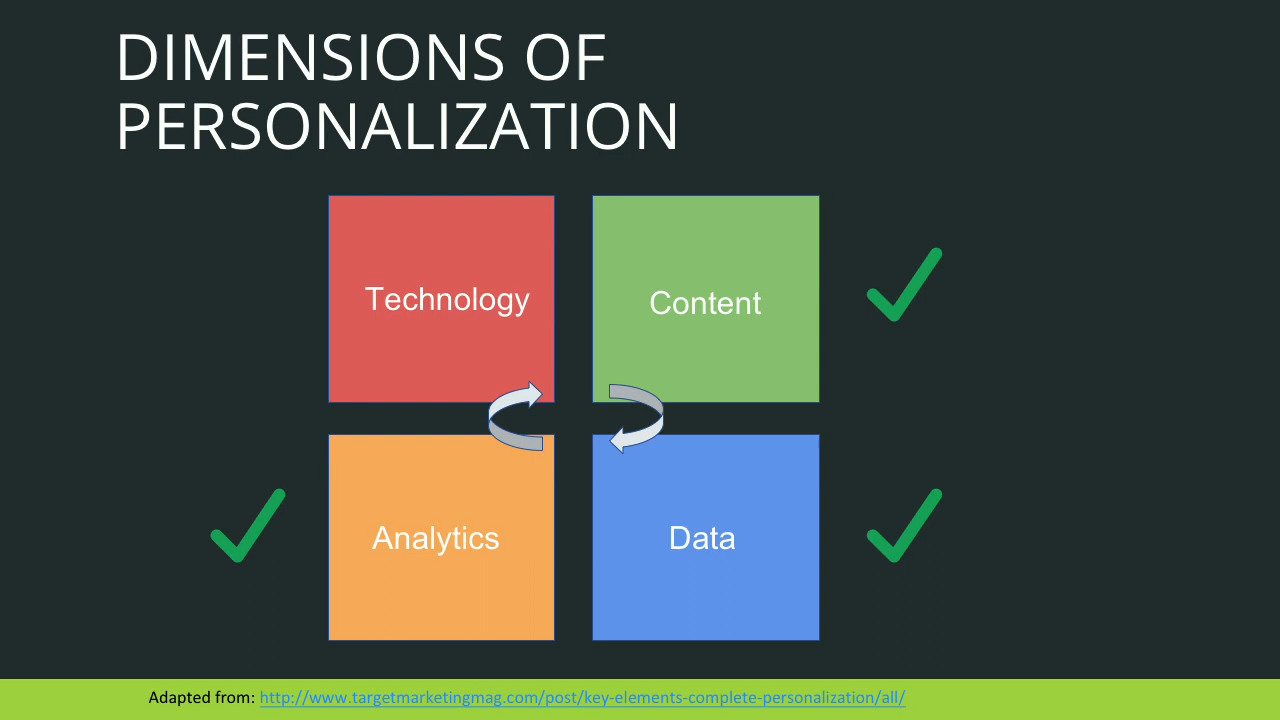 DIMENSIONS OF
PERSONALIZATION
Technology
Content
Analytics
Data
Adapted from: http://www.targetmarketingmag.com/post/key-elements-complete-personalization/all/